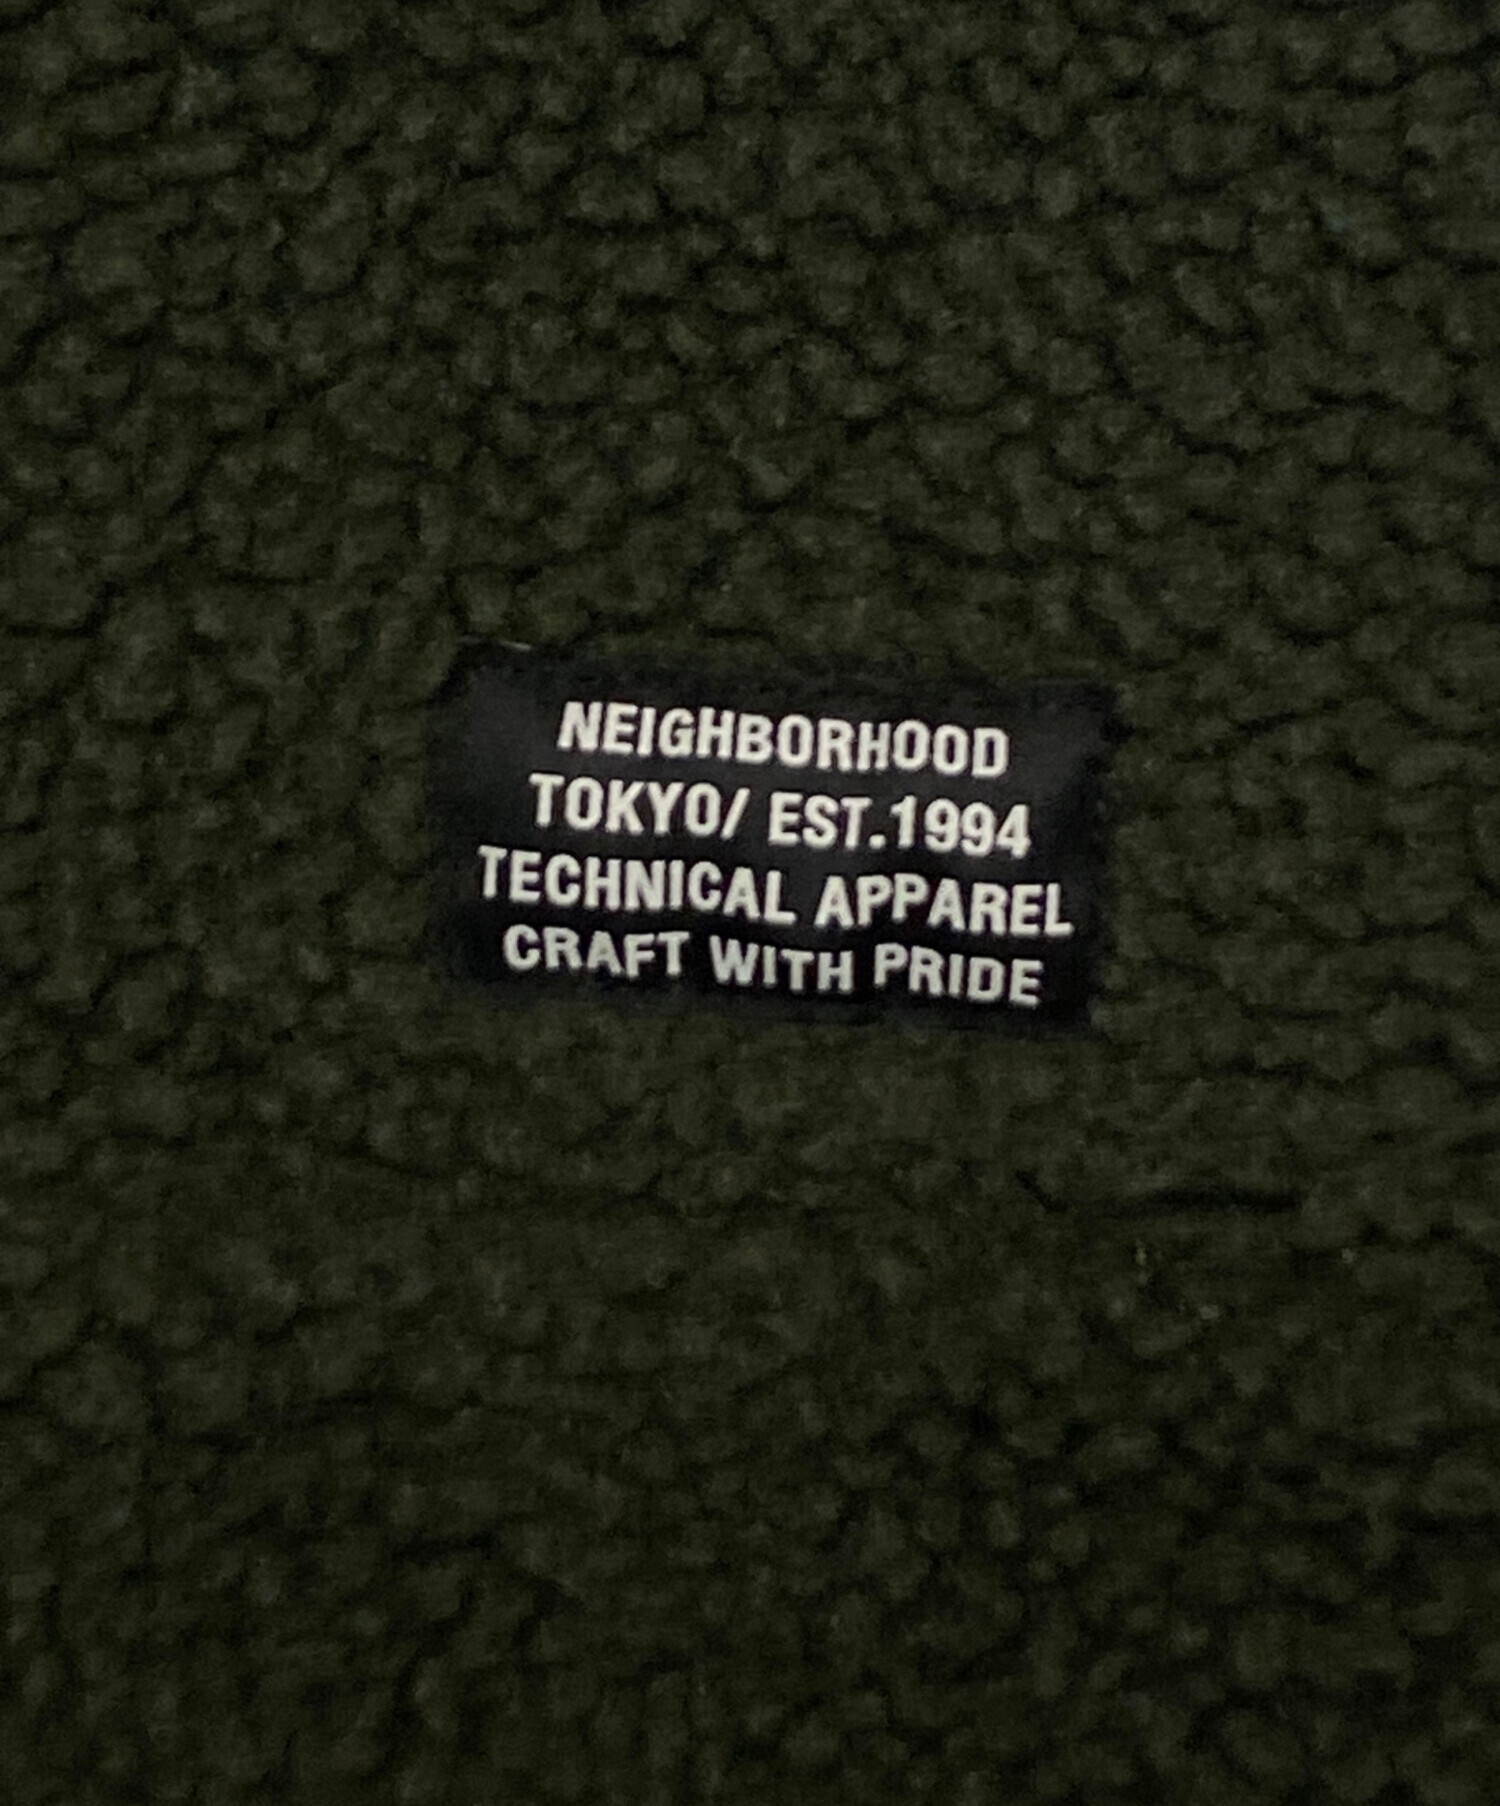 NEIGHBORHOOD
TOKYO/ EST.1994
TECHNICAL APPAREL
CRAFT WITH PRIDE